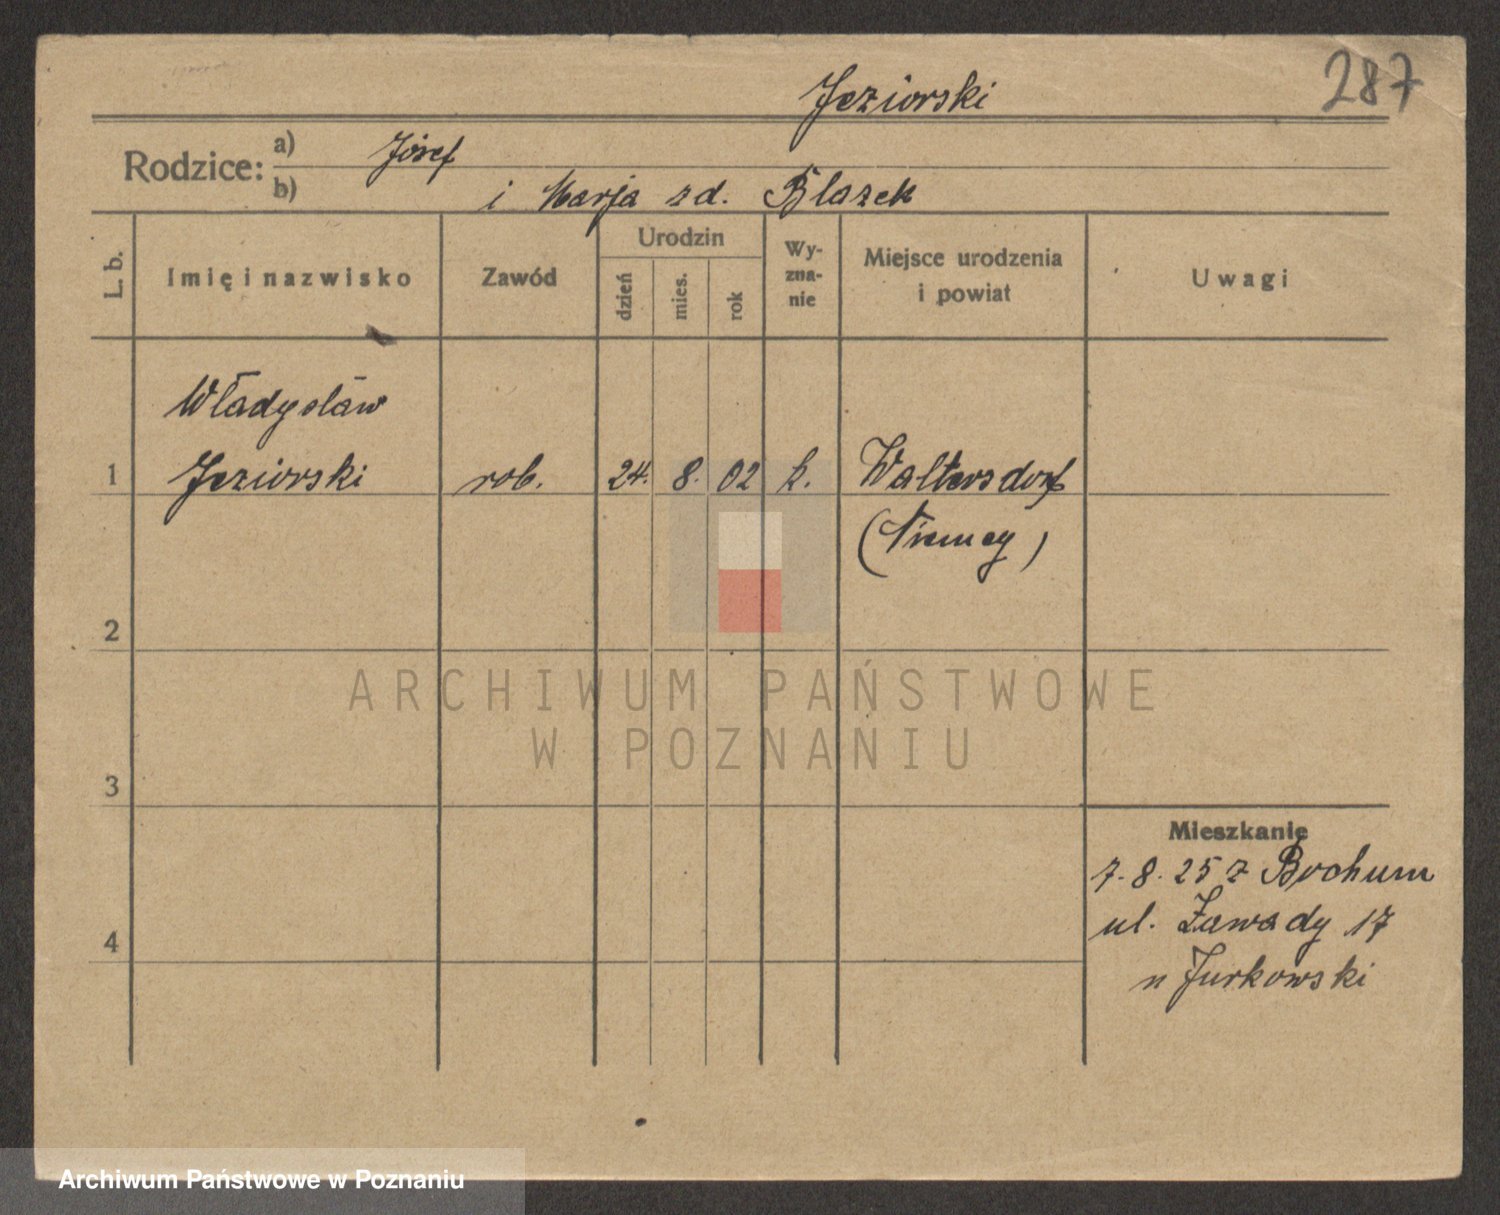 287
Jeziorski
Rodzice: a) Józef
b) i Marja zd. Blazek
L. b.
Imię i nazwisko
Zawód
Urodzin
dzień
mies.
rok
Wy-
zna-
nie
Miejsce urodzenia
i powiat
Uwagi
Władysław
1 Jeziorski rob. 24. 8. 02 k. Waltersdorf
(Niemcy)
2
ARCHIWUM PAŃSTWOWE
W POZNANIU
3
Mieszkanie
7. 8. 25 z Bochum
ul. Zawady 17
4
u Jurkowski
Archiwum Państwowe w Poznaniu